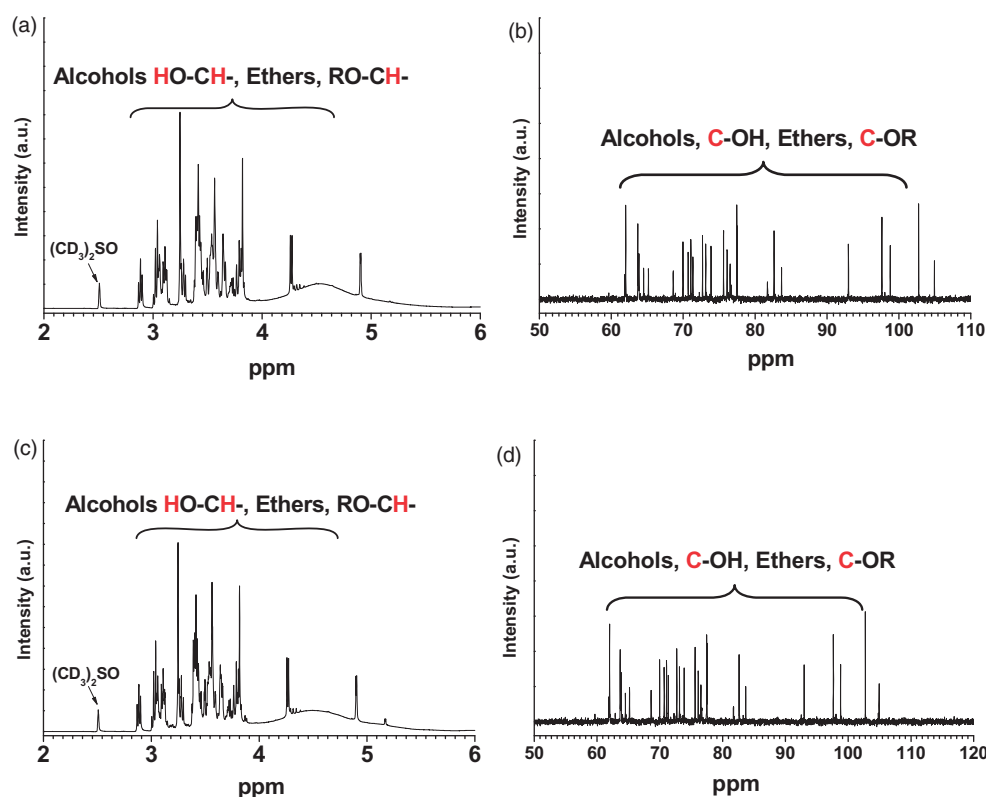 (a)
Alcohols HO-CH-, Ethers, RO-CH-
Intensity (a.u.)
(CD3)2SO
2 3 4 5 6
ppm
(b)
Alcohols, C-OH, Ethers, C-OR
Intensity (a.u.)
50 60 70 80 90 100 110
ppm
(c)
Alcohols HO-CH-, Ethers, RO-CH-
Intensity (a.u.)
(CD3)2SO
2 3 4 5 6
ppm
(d)
Alcohols, C-OH, Ethers, C-OR
Intensity (a.u.)
50 60 70 80 90 100 110 120
ppm